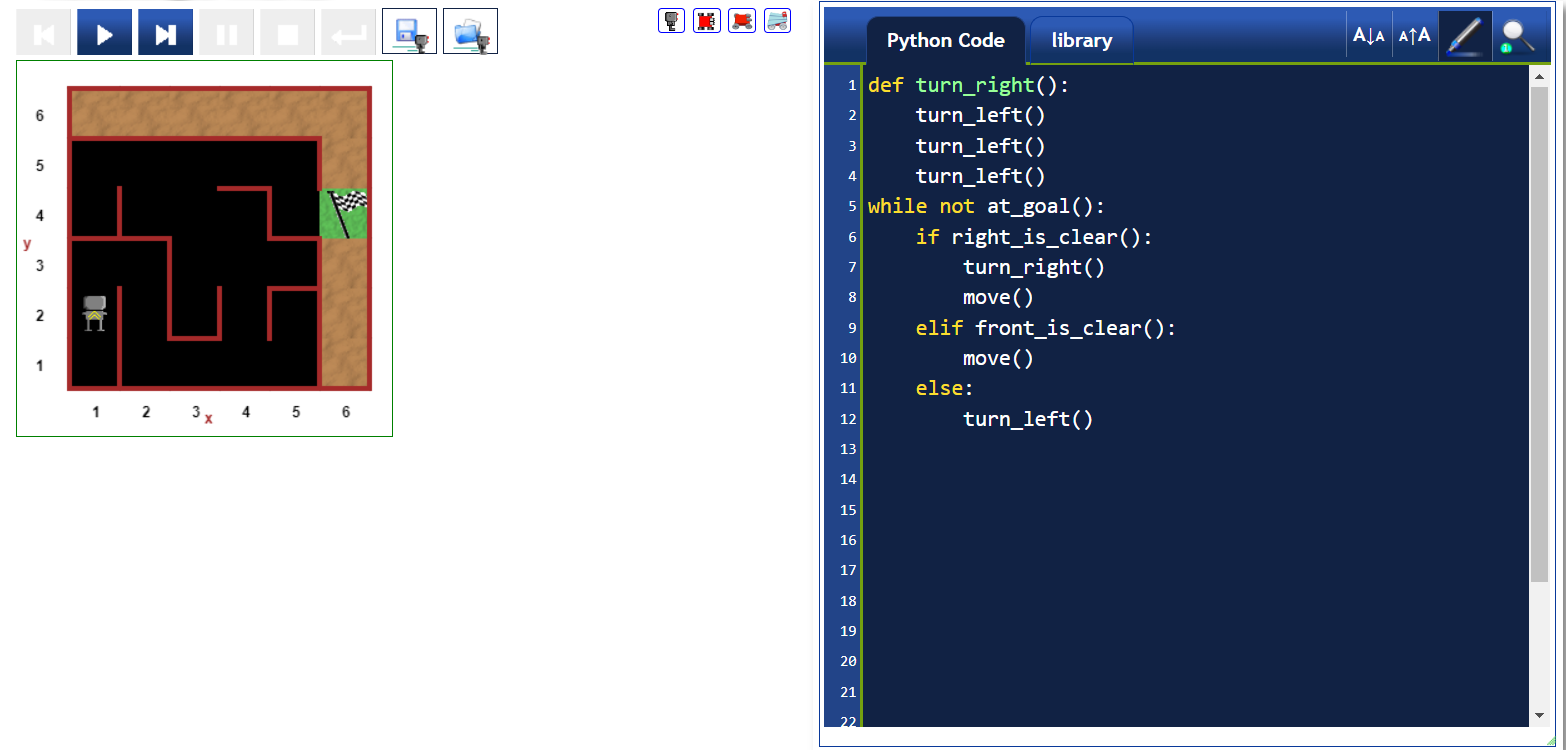 6
5
4
y
3
2
1
1 2 3 x 4 5 6
Python Code library A↓A A↑A
1 def turn_right():
2     turn_left()
3     turn_left()
4     turn_left()
5 while not at_goal():
6     if right_is_clear():
7         turn_right()
8         move()
9     elif front_is_clear():
10         move()
11     else:
12         turn_left()
13
14
15
16
17
18
19
20
21
22